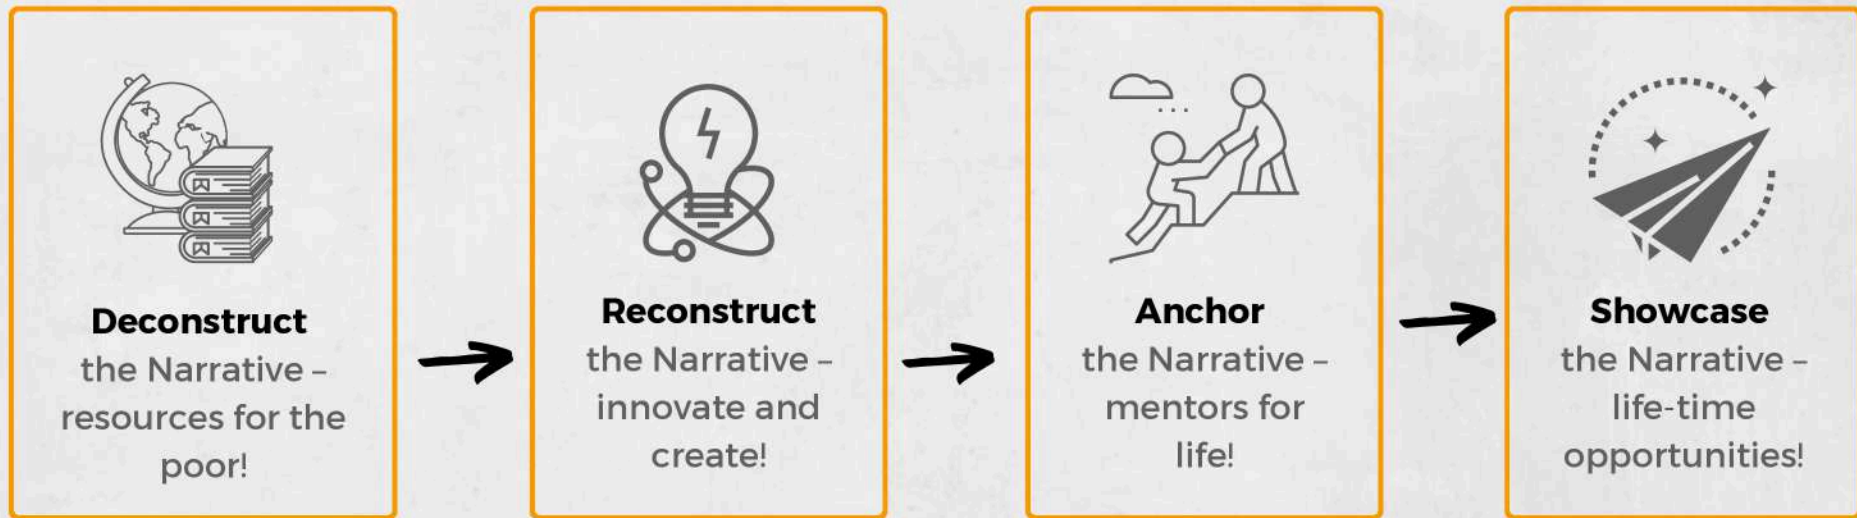 Deconstruct
the Narrative –
resources for the
poor!
Reconstruct
the Narrative –
innovate and
create!
Anchor
the Narrative –
mentors for
life!
Showcase
the Narrative –
life-time
opportunities!